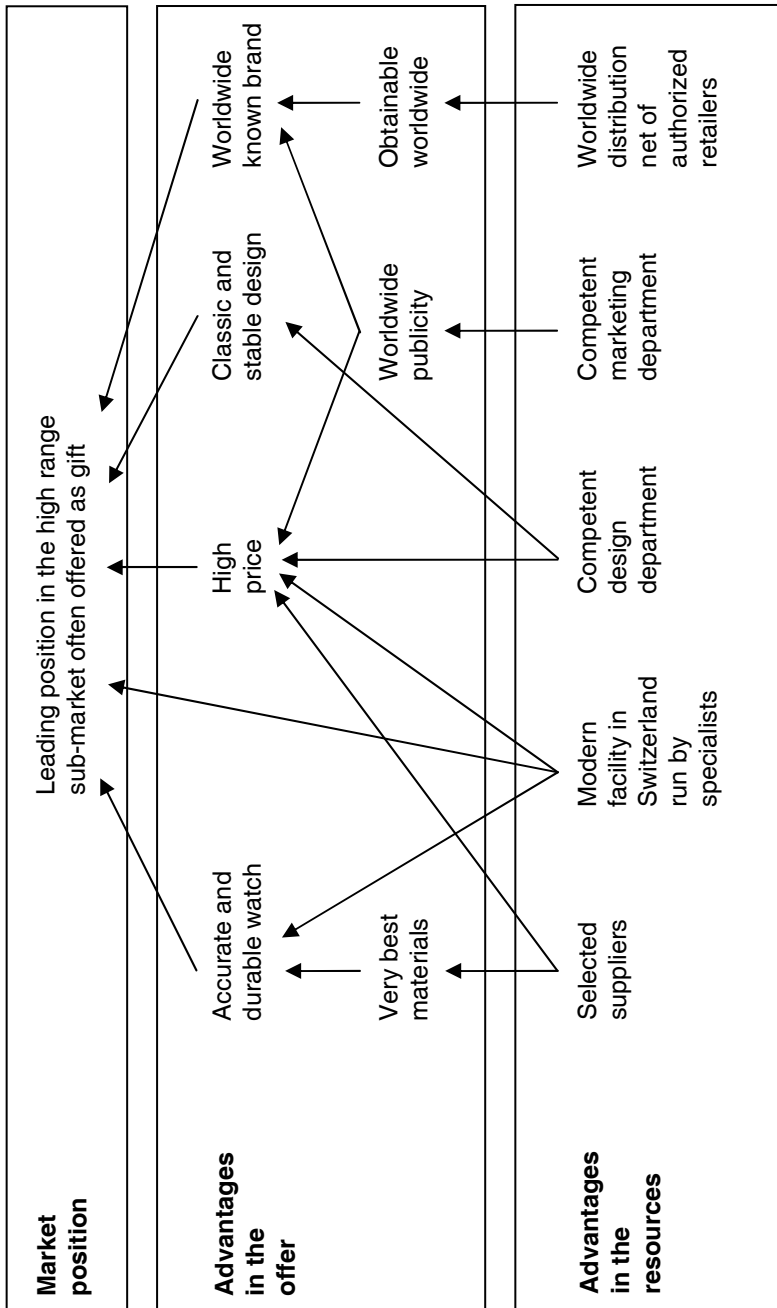 Market
position
Leading position in the high range
sub-market often offered as gift
Advantages
in the
offer
Accurate and
durable watch
High
price
Classic and
stable design
Worldwide
known brand
Very best
materials
Worldwide
publicity
Obtainable
worldwide
Advantages
in the
resources
Selected
suppliers
Modern
facility in
Switzerland
run by
specialists
Competent
design
department
Competent
marketing
department
Worldwide
distribution
net of
authorized
retailers